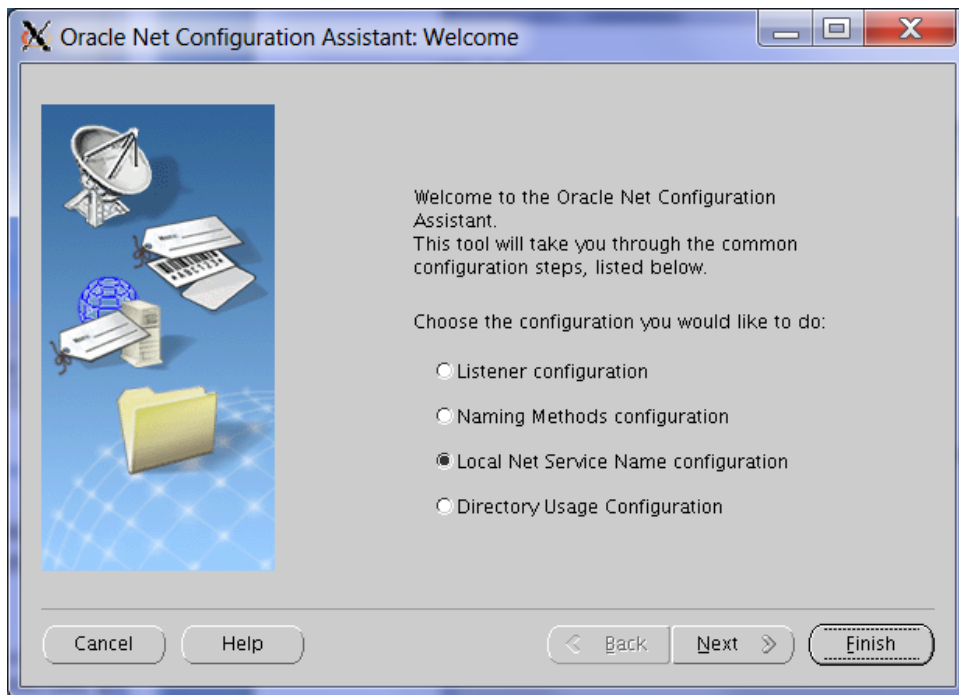 Oracle Net Configuration Assistant: Welcome
Welcome to the Oracle Net Configuration
Assistant.
This tool will take you through the common
configuration steps, listed below.
Choose the configuration you would like to do:
Listener configuration
Naming Methods configuration
Local Net Service Name configuration
Directory Usage Configuration
Cancel
Help
Back
Next
Finish